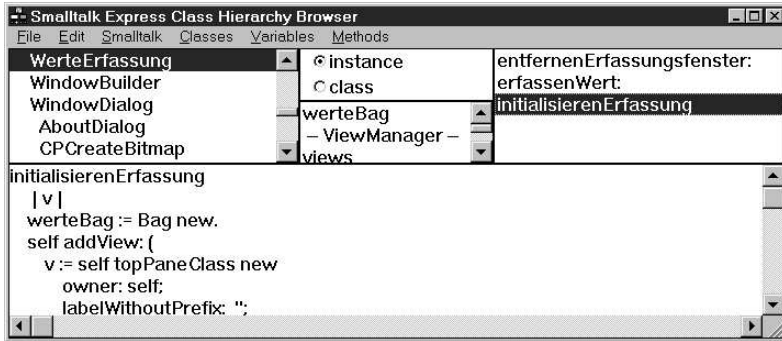 Smalltalk Express Class Hierarchy Browser
File Edit Smalltalk Classes Variables Methods
WerteErfassung
WindowBuilder
WindowDialog
AboutDialog
CPCreateBitmap
instance
class
werteBag
– ViewManager –
views
entfernenErfassungsfenster:
erfassenWert:
initialisierenErfassung
initialisierenErfassung
| v |
werteBag := Bag new.
self addView: (
v := self topPaneClass new
owner: self;
labelWithoutPrefix: '';